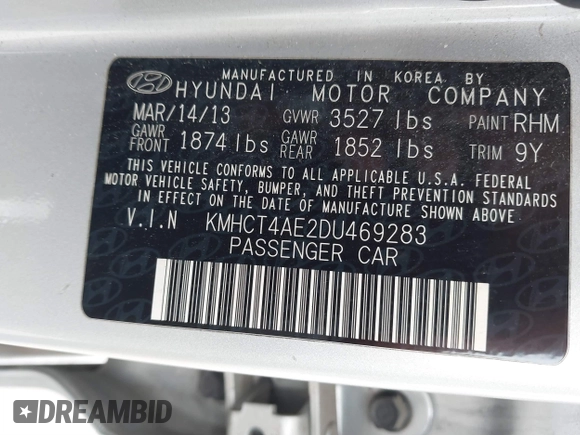 MANUFACTURED IN KOREA BY
HYUNDAI MOTOR COMPANY
MAR/14/13 GVWR 3527 lbs PAINT RHM
GAWR FRONT 1874 lbs GAWR REAR 1852 lbs TRIM 9Y
THIS VEHICLE CONFORMS TO ALL APPLICABLE U.S.A. FEDERAL
MOTOR VEHICLE SAFETY, BUMPER, AND THEFT PREVENTION STANDARDS
IN EFFECT ON THE DATE OF MANUFACTURE SHOWN ABOVE.
V.I.N KMHCT4AE2DU469283
PASSENGER CAR
DREAMBID